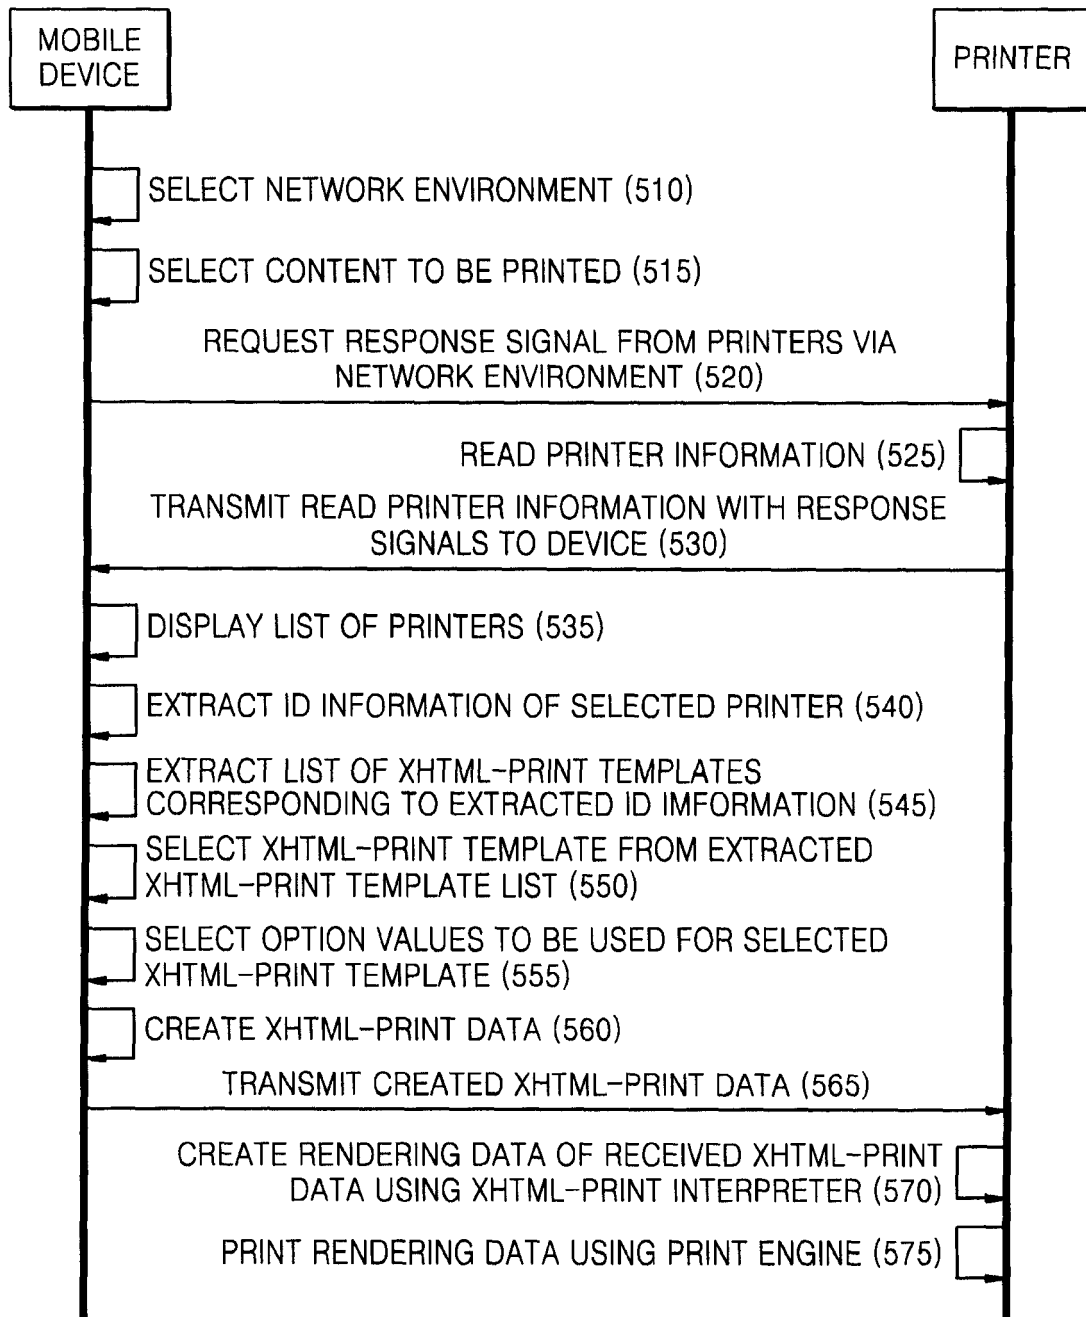 MOBILE
DEVICE
PRINTER
SELECT NETWORK ENVIRONMENT (510)
SELECT CONTENT TO BE PRINTED (515)
REQUEST RESPONSE SIGNAL FROM PRINTERS VIA
NETWORK ENVIRONMENT (520)
READ PRINTER INFORMATION (525)
TRANSMIT READ PRINTER INFORMATION WITH RESPONSE
SIGNALS TO DEVICE (530)
DISPLAY LIST OF PRINTERS (535)
EXTRACT ID INFORMATION OF SELECTED PRINTER (540)
EXTRACT LIST OF XHTML-PRINT TEMPLATES
CORRESPONDING TO EXTRACTED ID IMFORMATION (545)
SELECT XHTML-PRINT TEMPLATE FROM EXTRACTED
XHTML-PRINT TEMPLATE LIST (550)
SELECT OPTION VALUES TO BE USED FOR SELECTED
XHTML-PRINT TEMPLATE (555)
CREATE XHTML-PRINT DATA (560)
TRANSMIT CREATED XHTML-PRINT DATA (565)
CREATE RENDERING DATA OF RECEIVED XHTML-PRINT
DATA USING XHTML-PRINT INTERPRETER (570)
PRINT RENDERING DATA USING PRINT ENGINE (575)